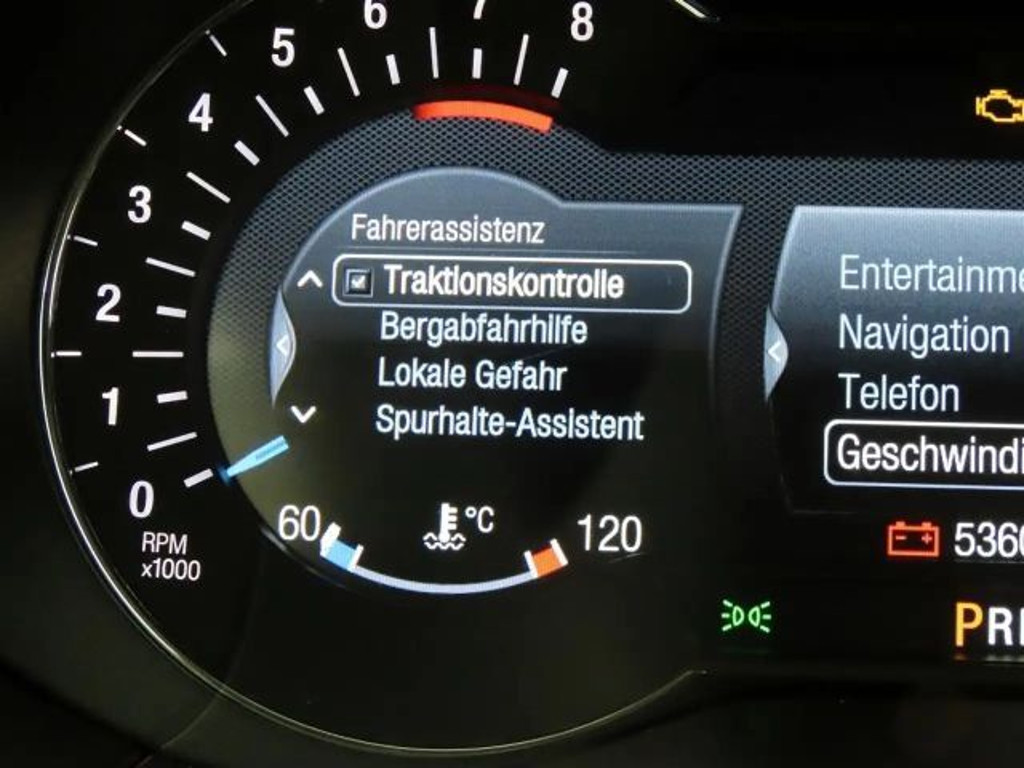 8
7
6
5
4
3
2
1
0
RPM
x1000
Fahrerassistenz
Traktionskontrolle
Bergabfahrhilfe
Lokale Gefahr
Spurhalte-Assistent
60 °C 120
Navigation
Telefon